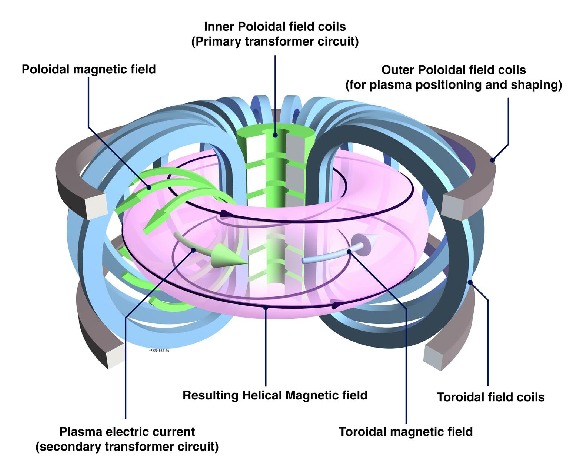 Inner Poloidal field coils
(Primary transformer circuit)
Poloidal magnetic field
Outer Poloidal field coils
(for plasma positioning and shaping)
Resulting Helical Magnetic field
Toroidal field coils
Plasma electric current
(secondary transformer circuit)
Toroidal magnetic field